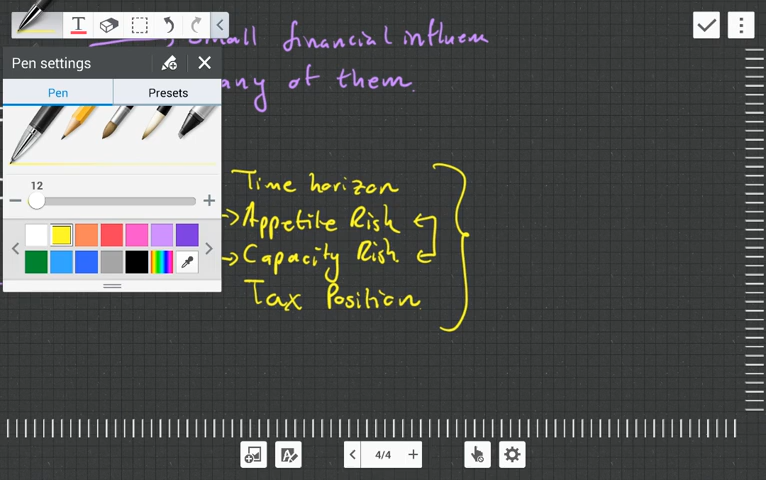 T
small financial influen
Pen settings
any of them.
Pen Presets
12
Time horizon
→ Appetite Risk
→ Capacity Risk
Tax Position
4/4